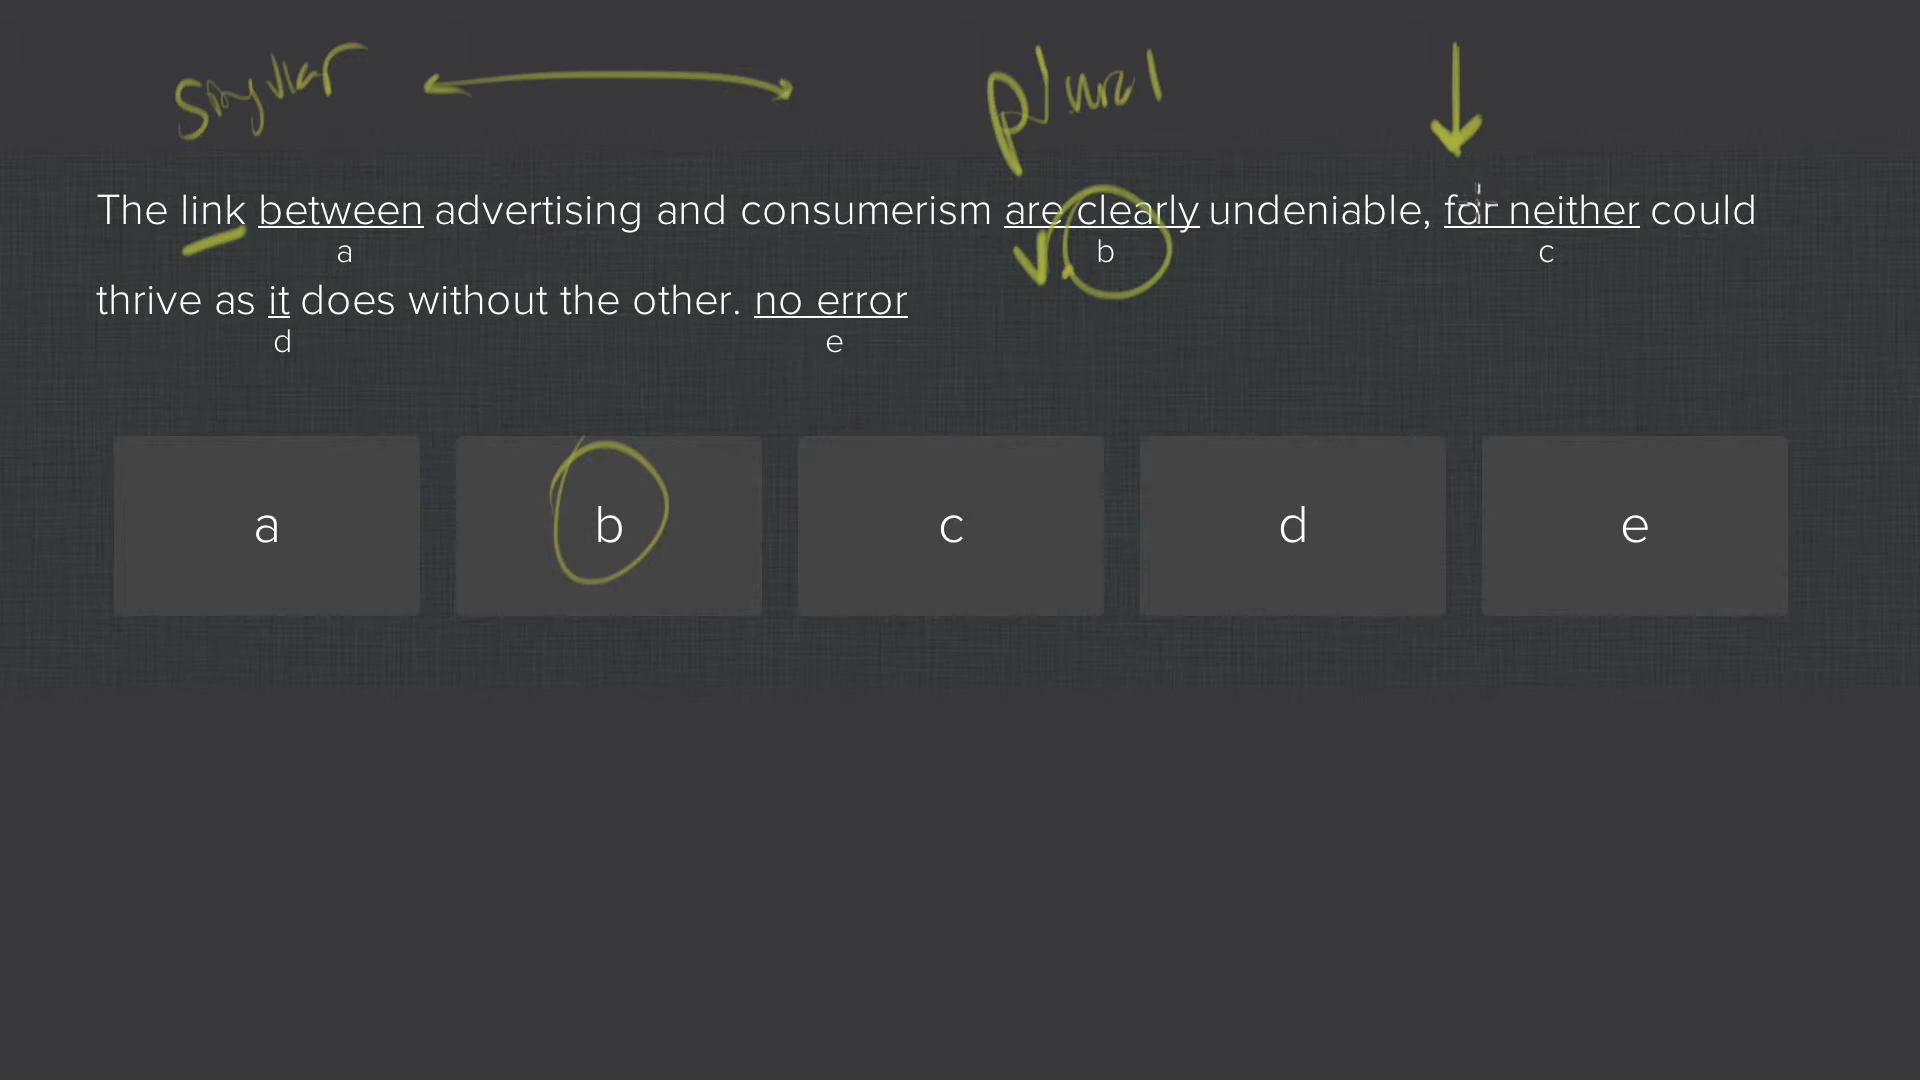 singular plural
The link between advertising and consumerism are clearly undeniable, for neither could
a b c
thrive as it does without the other. no error
d e
a b c d e